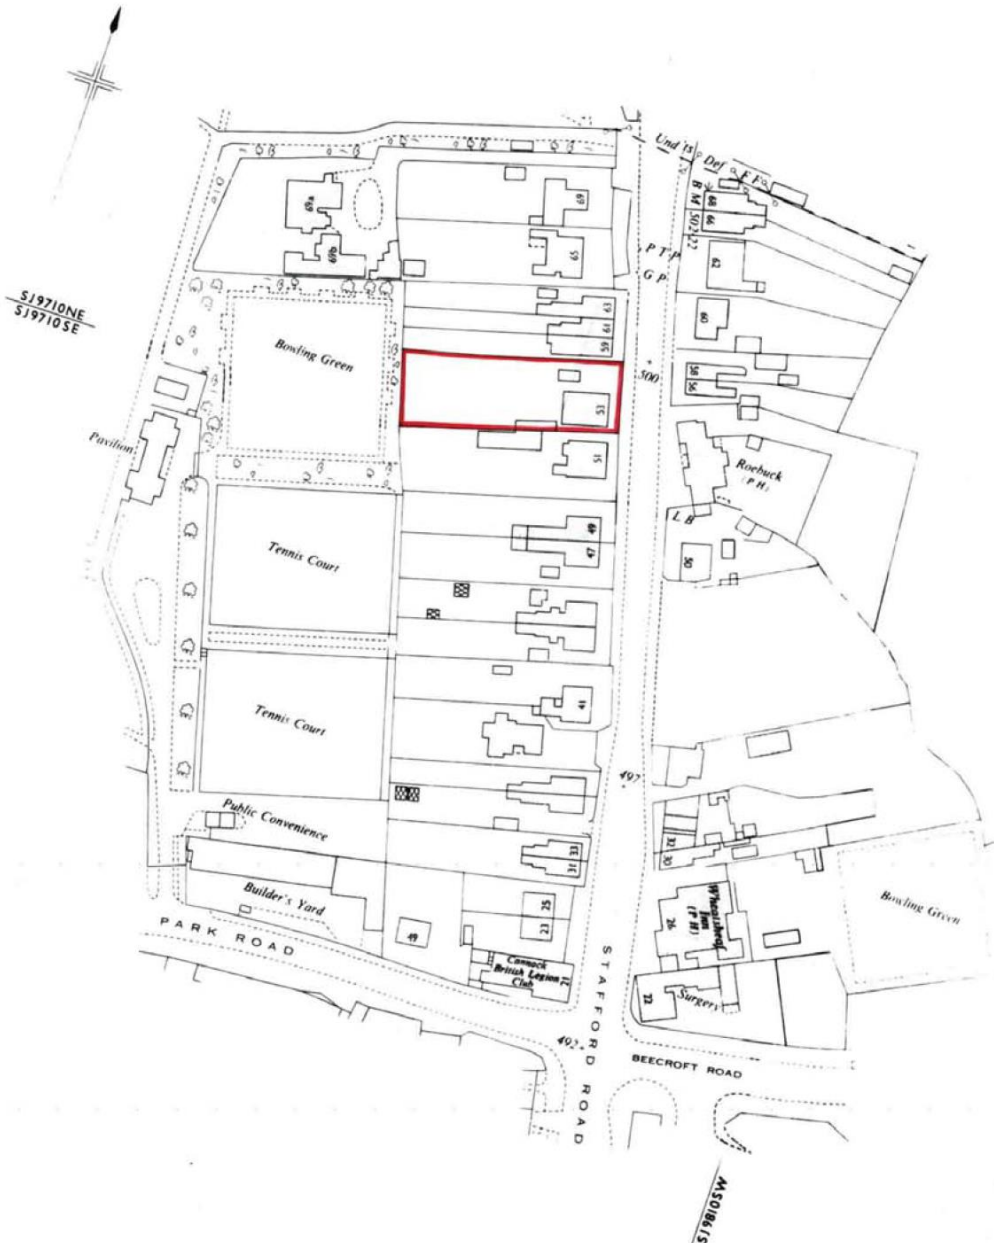 Und
Def
F F
B M 502·22
68
66
69a
69
69b
65
P T P
G P
62
SJ9710NE
SJ9710SE
63
61
59
60
Bowling Green
500
58
56
53
Pavilion
51
Roebuck
(P H)
L B
50
49
47
Tennis Court
41
Tennis Court
497
Public Convenience
33
31
32
30
Builder's Yard
25
23
49
Wheatsheaf
Inn
(P H)
26
Bowling Green
PARK ROAD
Cannock
British Legion
Club
21
Surgery
22
492
STAFFORD ROAD
BEECROFT ROAD